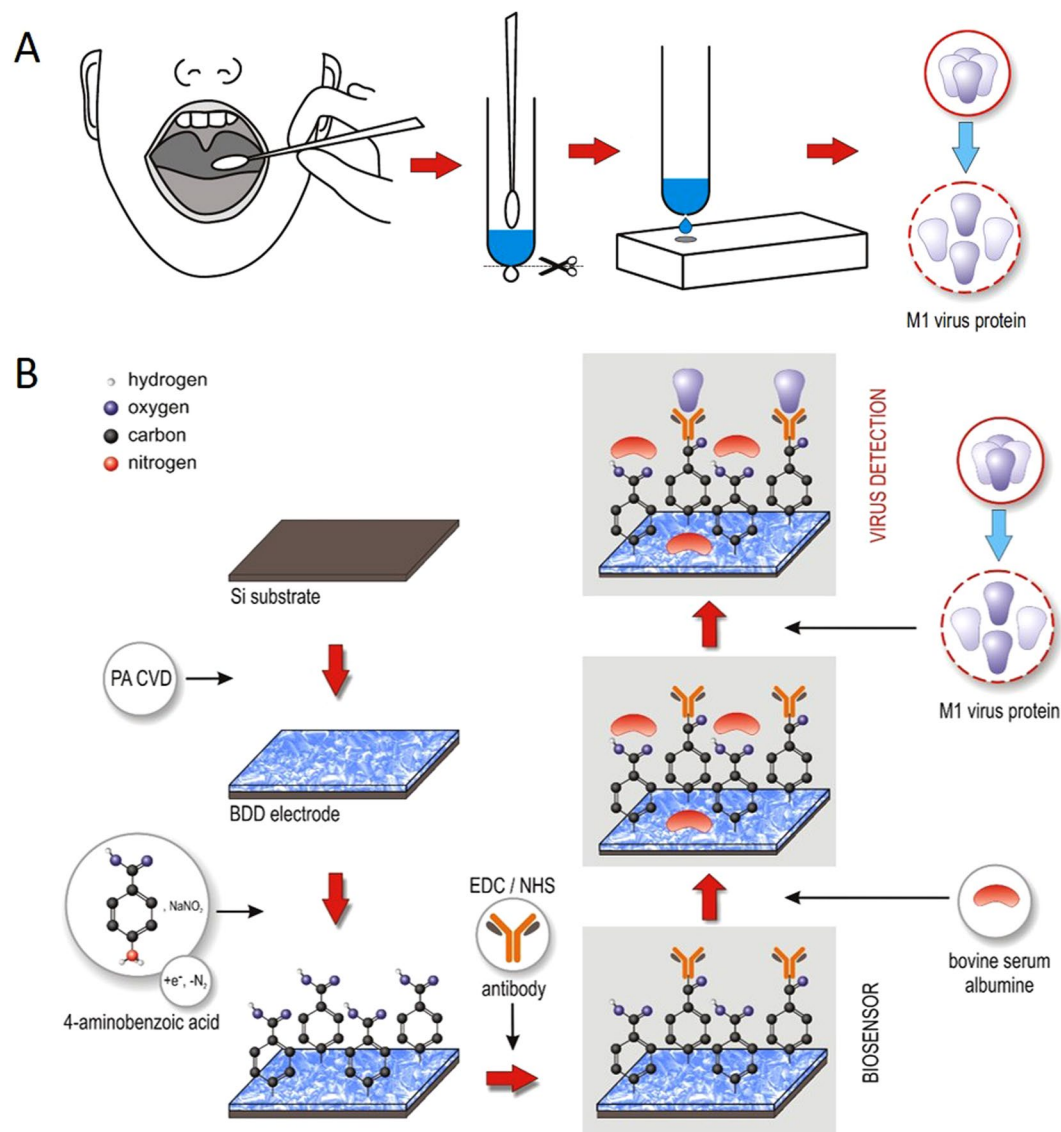 A
M1 virus protein
B
hydrogen
oxygen
carbon
nitrogen
Si substrate
PA CVD
BDD electrode
, NaNO₂
+e⁻, -N₂
4-aminobenzoic acid
EDC / NHS
antibody
BIOSENSOR
bovine serum
albumine
VIRUS DETECTION
M1 virus protein